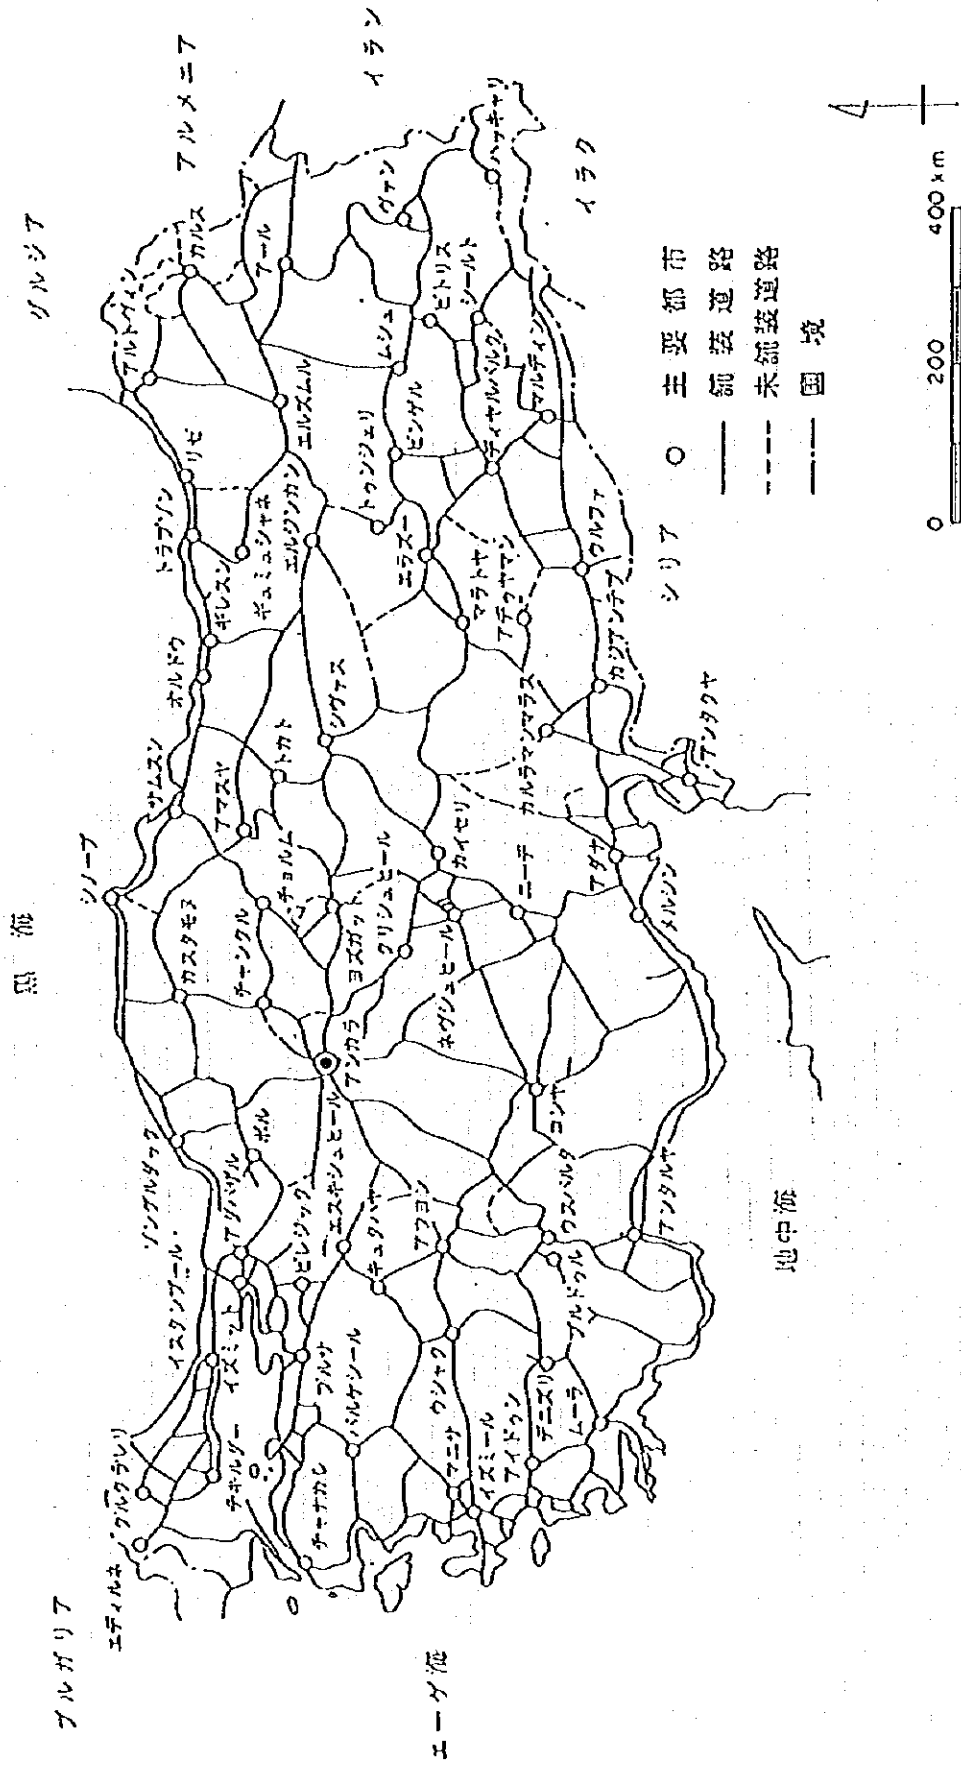 黒海
ブルガリア
グルジア
アルメニア
イラン
イラク
シリア
地中海
エーゲ海
エディルネ
クルクラレリ
テキルダー
イスタンブール
イズミット
アダパザル
ゾングルダック
ボル
カスタモヌ
シノーブ
サムスン
オルドゥ
ギレスン
トラブゾン
リゼ
アルトヴィン
カルス
アール
エルズムル
ギュミュシャネ
エルジンカン
トゥンジェリ
ビンゲル
ムシュ
ビトリス
シールト
ヴァン
ハッキャリ
ディヤルバルク
マルディン
ウルファ
エラズー
マラトヤ
アデゥヤマン
ガジアンテプ
カルラマンマラス
アンタクヤ
シヴァス
トカト
アマスヤ
チョルム
チャンクル
ヨズガット
クリシュヒール
カイセリ
ネヴシュヒール
ニーデ
アダナ
メルシン
アンカラ
コンヤ
エスキシュヒール
ビレジック
キュタハヤ
アフヨン
ウスパルタ
ブルドゥル
アンタルヤ
ブルサ
バルケシール
チャナカレ
ウシャク
マニサ
イズミール
アイドゥン
デニズリ
ムーラ
主要都市
舗装道路
未舗装道路
国境
0 200 400km